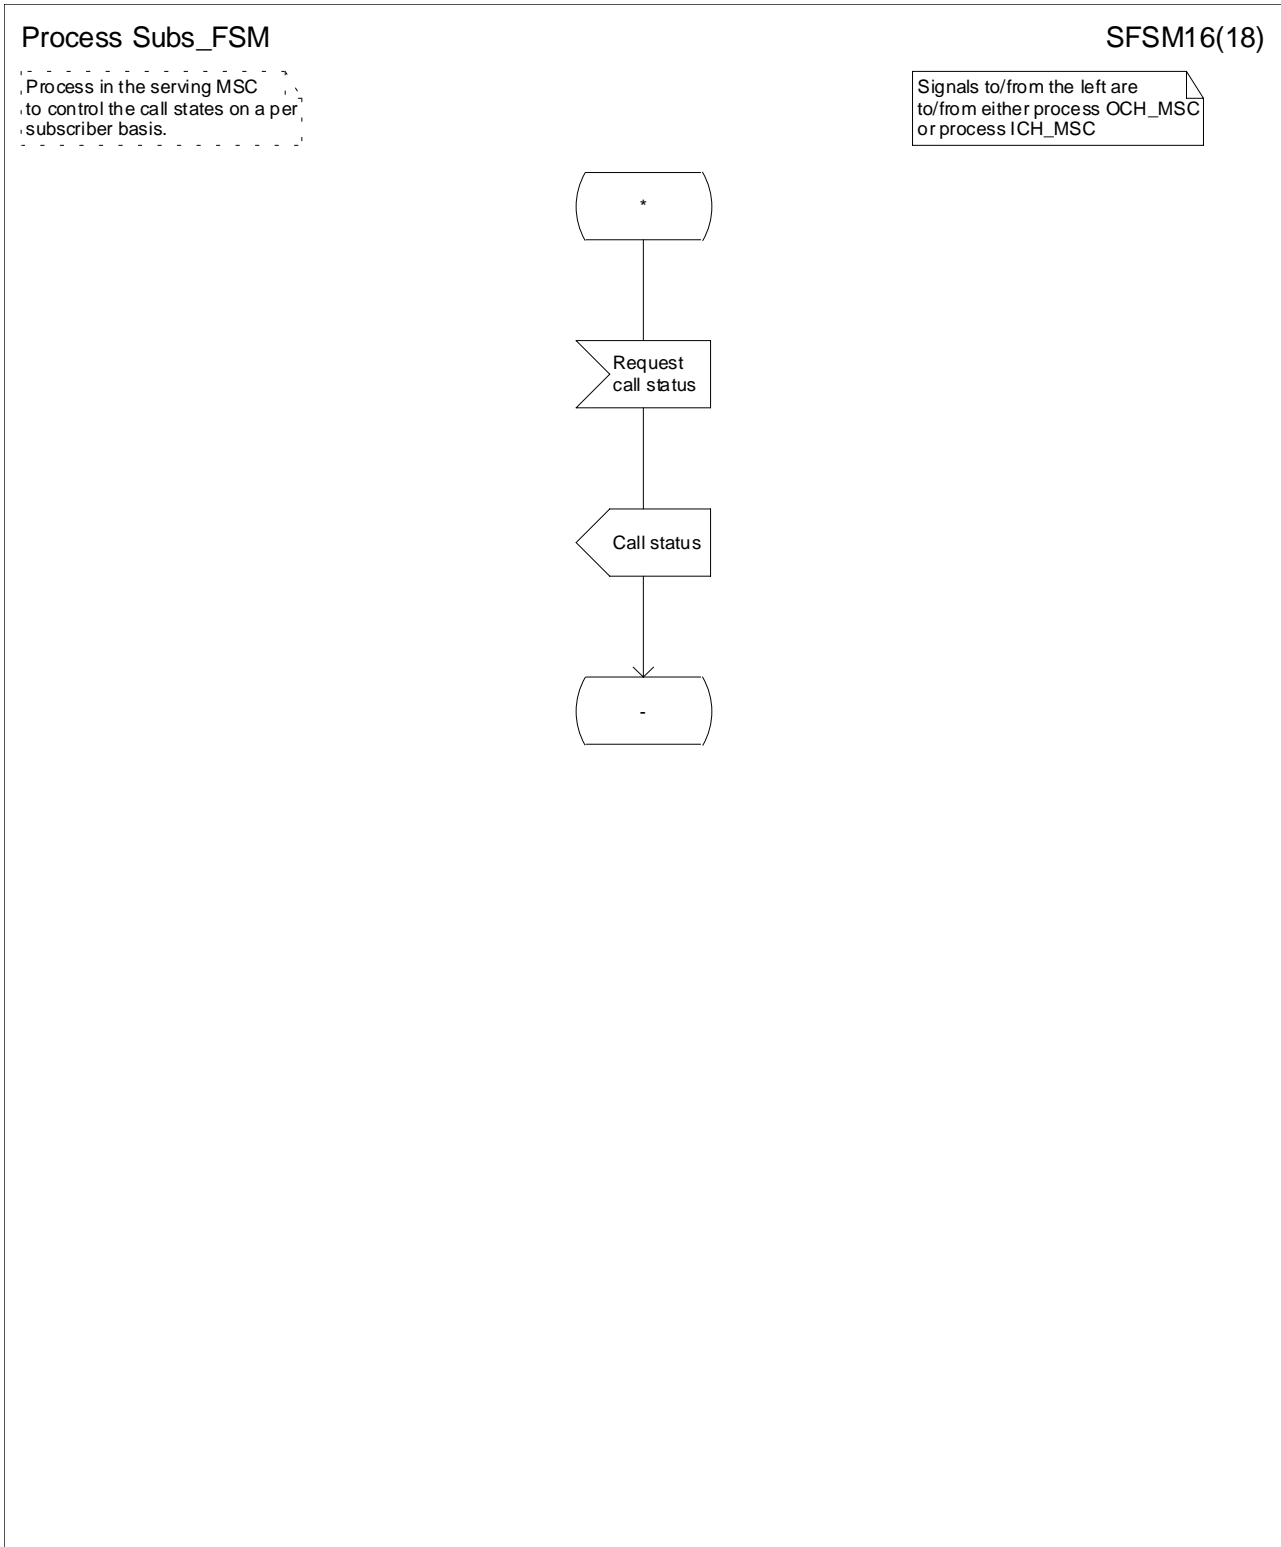 Process Subs_FSM
SFSM16(18)
Process in the serving MSC
to control the call states on a per
subscriber basis.
Signals to/from the left are
to/from either process OCH_MSC
or process ICH_MSC
*
Request
call status
Call status
-